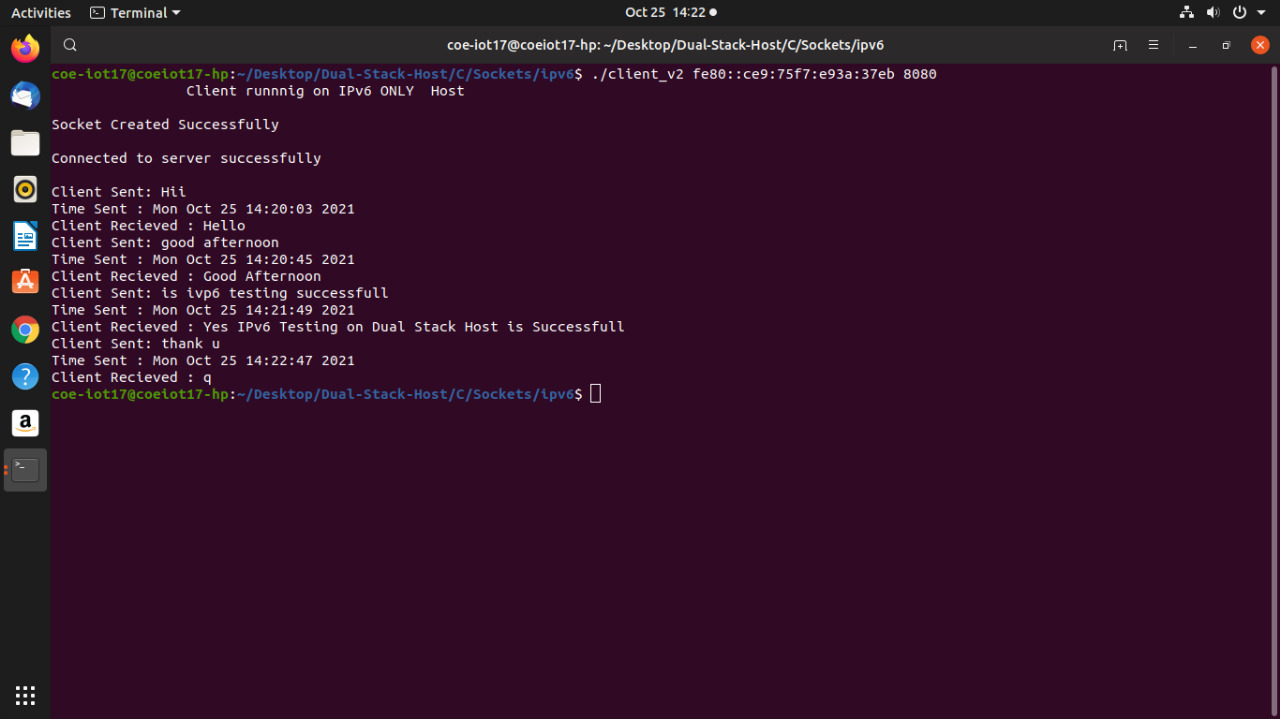 Activities
Terminal
Oct 25 14:22
coe-iot17@coeiot17-hp: ~/Desktop/Dual-Stack-Host/C/Sockets/ipv6
coe-iot17@coeiot17-hp:~/Desktop/Dual-Stack-Host/C/Sockets/ipv6$ ./client_v2 fe80::ce9:75f7:e93a:37eb 8080
Client runnnig on IPv6 ONLY  Host
Socket Created Successfully
Connected to server successfully
Client Sent: Hii
Time Sent : Mon Oct 25 14:20:03 2021
Client Recieved : Hello
Client Sent: good afternoon
Time Sent : Mon Oct 25 14:20:45 2021
Client Recieved : Good Afternoon
Client Sent: is ivp6 testing successfull
Time Sent : Mon Oct 25 14:21:49 2021
Client Recieved : Yes IPv6 Testing on Dual Stack Host is Successfull
Client Sent: thank u
Time Sent : Mon Oct 25 14:22:47 2021
Client Recieved : q
coe-iot17@coeiot17-hp:~/Desktop/Dual-Stack-Host/C/Sockets/ipv6$